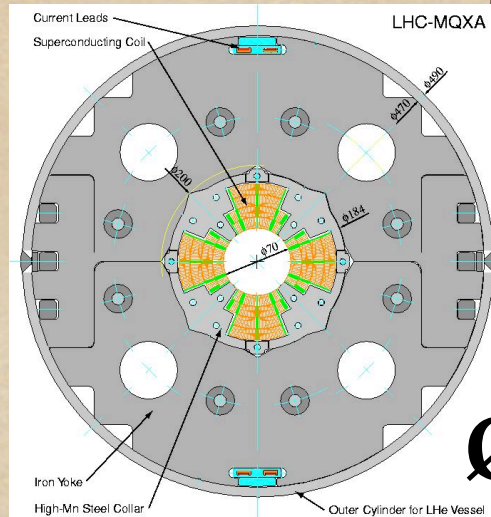 Current Leads
LHC-MQXA
Superconducting Coil
ϕ490
ϕ470
ϕ200
ϕ184
ϕ70
Iron Yoke
High-Mn Steel Collar
Outer Cylinder for LHe Vessel